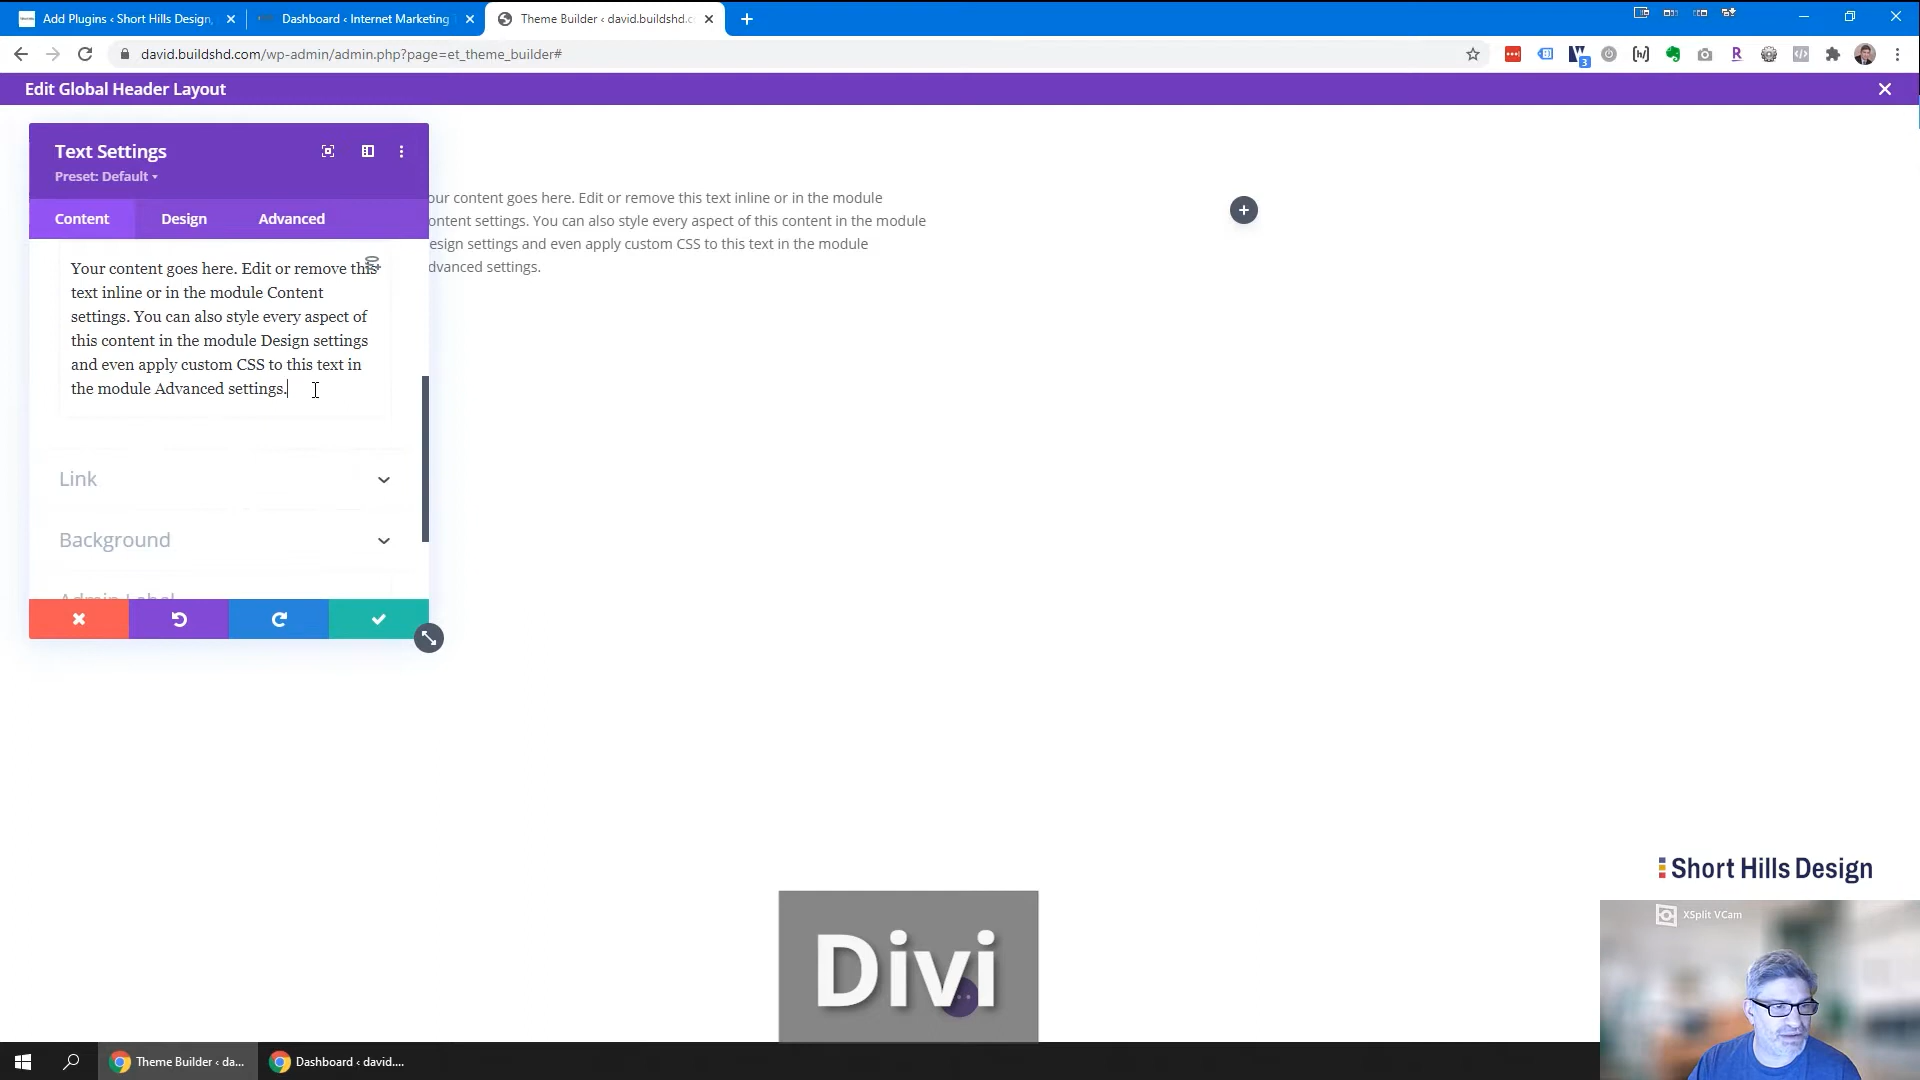 Add Plugins ‹ Short Hills Design,
Dashboard ‹ Internet Marketing
Theme Builder ‹ david.buildshd.c
david.buildshd.com/wp-admin/admin.php?page=et_theme_builder#
3
Edit Global Header Layout
Text Settings
Preset: Default
Content
Design
Advanced
Your content goes here. Edit or remove this
text inline or in the module Content
settings. You can also style every aspect of
this content in the module Design settings
and even apply custom CSS to this text in
the module Advanced settings.
Link
Background
Admin Label
our content goes here. Edit or remove this text inline or in the module
ontent settings. You can also style every aspect of this content in the module
esign settings and even apply custom CSS to this text in the module
dvanced settings.
Short Hills Design
XSplit VCam
Divi
Theme Builder ‹ da...
Dashboard ‹ david....